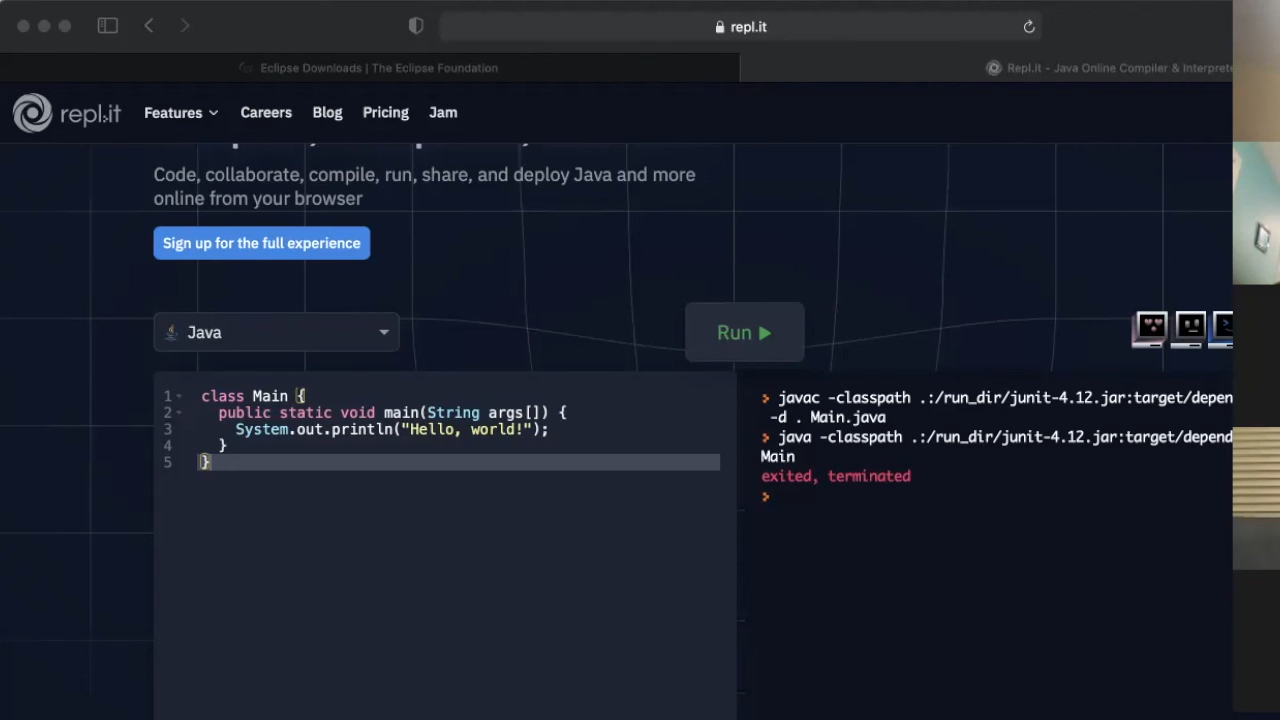 repl.it
Eclipse Downloads | The Eclipse Foundation
Repl.it - Java Online Compiler & Interprete
repl.it Features Careers Blog Pricing Jam
Code, collaborate, compile, run, share, and deploy Java and more
online from your browser
Sign up for the full experience
Java
Run
1 class Main {
2 public static void main(String args[]) {
3 System.out.println("Hello, world!");
4 }
5 }
> javac -classpath .:/run_dir/junit-4.12.jar:target/depen
-d . Main.java
> java -classpath .:/run_dir/junit-4.12.jar:target/depend
Main
exited, terminated
>